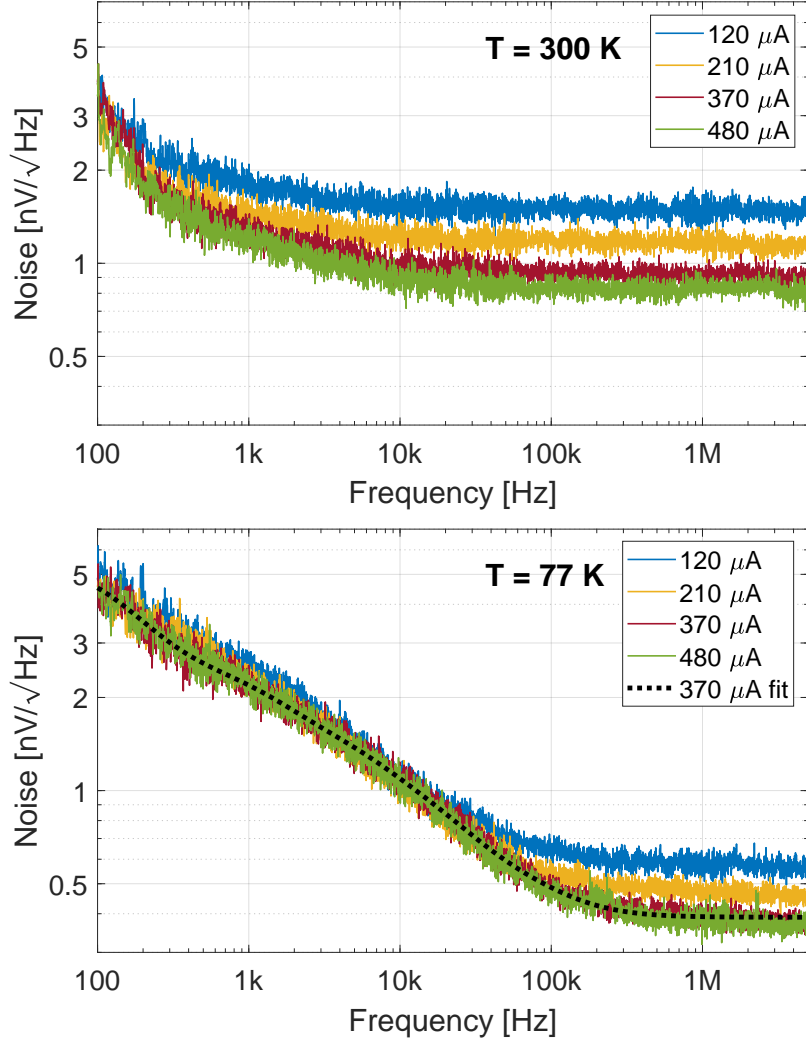 T = 300 K
120 μA
210 μA
370 μA
480 μA
5
3
2
1
0.5
Noise [nV/√Hz]
100
1k
10k
100k
1M
Frequency [Hz]
T = 77 K
120 μA
210 μA
370 μA
480 μA
370 μA fit
5
3
2
1
0.5
Noise [nV/√Hz]
100
1k
10k
100k
1M
Frequency [Hz]